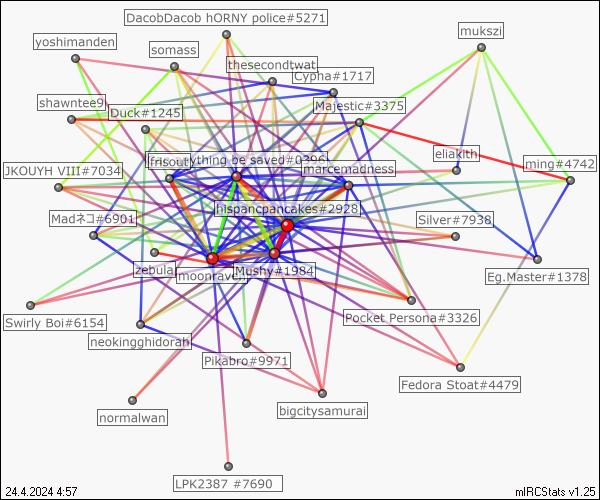 DacobDacob hORNY police#5271
mukszi
yoshimanden
somass
thesecondtwat
Cypha#1717
shawntee9
Duck#1245
Majestic#3375
eliakith
ything be saved#0396
JKOUYH VIII#7034
marcemadness
ming#4742
hispancpancakes#2928
Madネコ#6901
Silver#7938
zebular
moonrave
Mushy#1984
Eg.Master#1378
Swirly Boi#6154
Pocket Persona#3326
neokingghidorah
Pikabro#9971
Fedora Stoat#4479
normalwan
bigcitysamurai
LPK2387 #7690
24.4.2024 4:57
mIRCStats v1.25